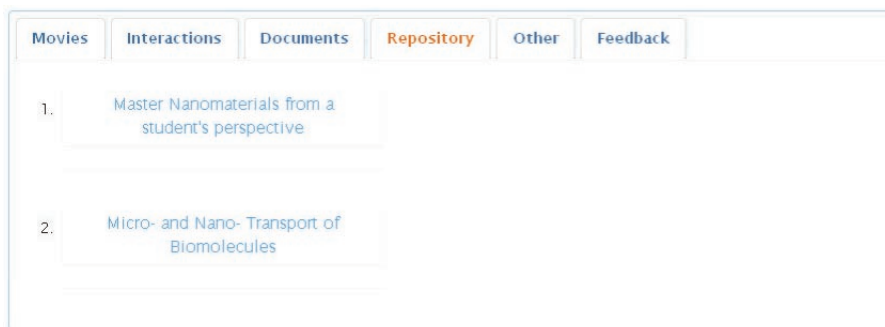 Movies Interactions Documents Repository Other Feedback
1. Master Nanomaterials from a
student's perspective
2. Micro- and Nano- Transport of
Biomolecules